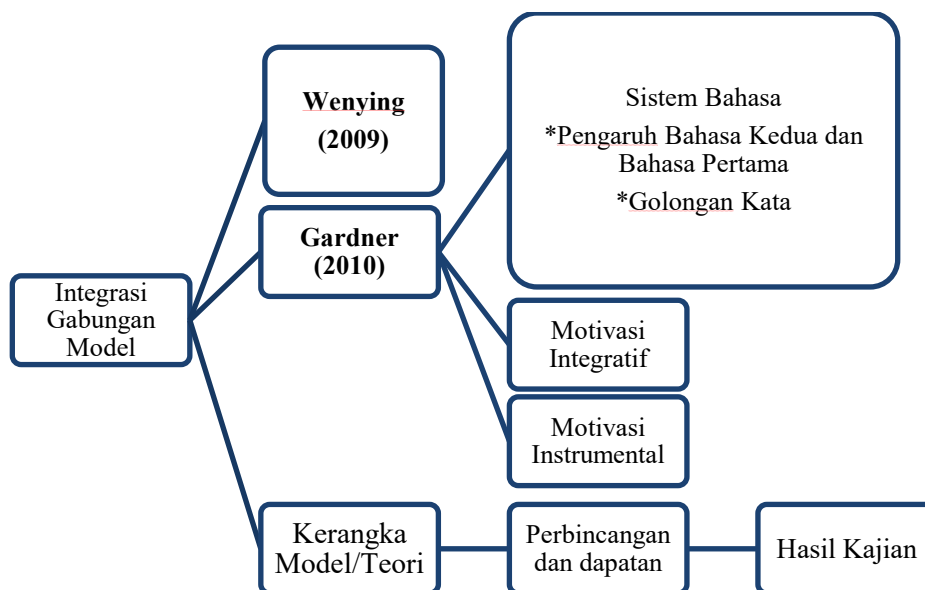 Wenying
(2009)
Sistem Bahasa
*Pengaruh Bahasa Kedua dan
Bahasa Pertama
*Golongan Kata
Gardner
(2010)
Integrasi
Gabungan
Model
Motivasi
Integratif
Motivasi
Instrumental
Kerangka
Model/Teori
Perbincangan
dan dapatan
Hasil Kajian